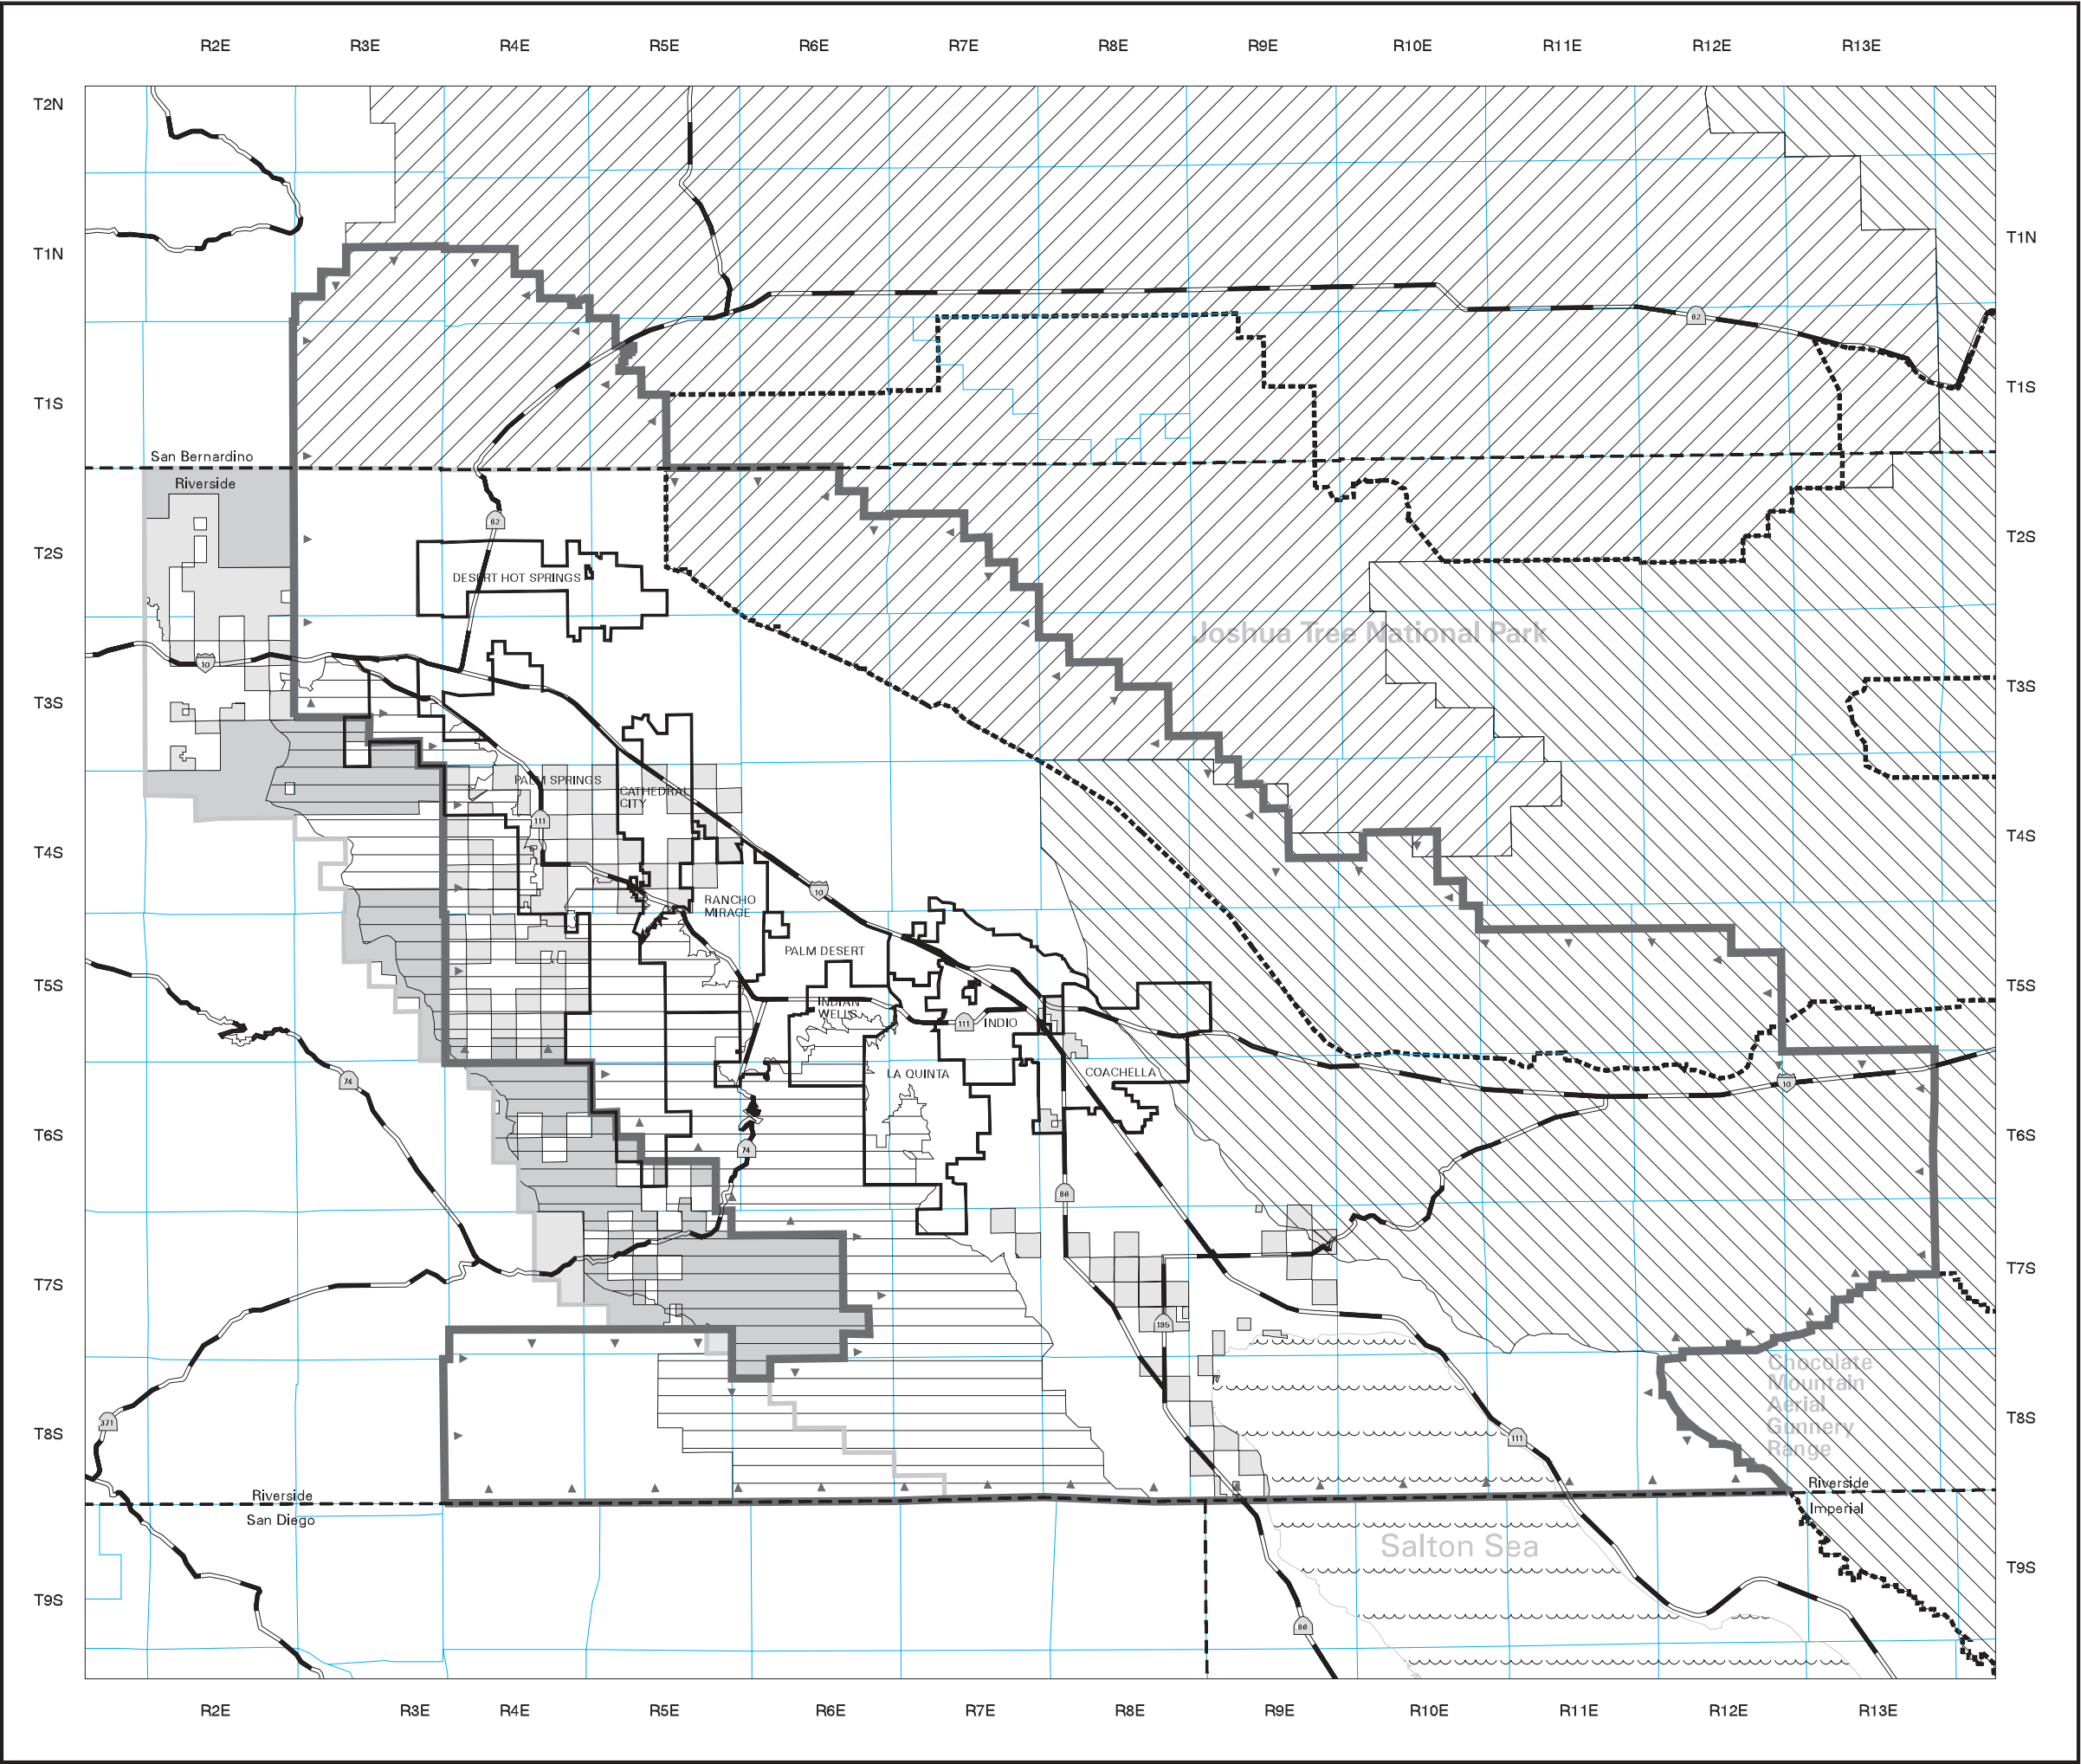 R2E R3E R4E R5E R6E R7E R8E R9E R10E R11E R12E R13E
T2N
T1N
T1N
62
T1S
T1S
San Bernardino
Riverside
62
T2S
T2S
DESERT HOT SPRINGS
Joshua Tree National Park
10
T3S
T3S
PALM SPRINGS
CATHEDRAL
CITY
111
T4S
T4S
10
RANCHO
MIRAGE
PALM DESERT
T5S
T5S
INDIAN
WELLS
111
INDIO
74
LA QUINTA
COACHELLA
10
T6S
T6S
74
86
T7S
T7S
195
Chocolate
Mountain
Aerial
Gunnery
Range
371
T8S
T8S
111
Riverside
San Diego
Riverside
Imperial
Salton Sea
T9S
T9S
86
R2E R3E R4E R5E R6E R7E R8E R9E R10E R11E R12E R13E